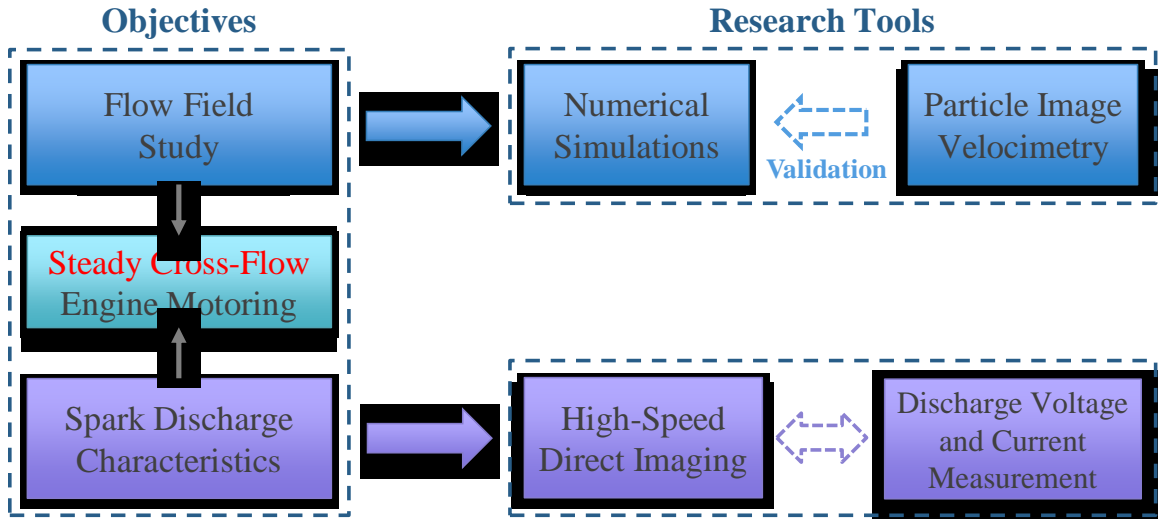 Objectives
Research Tools
Flow Field
Study
Numerical
Simulations
Validation
Particle Image
Velocimetry
Steady Cross-Flow
Engine Motoring
Spark Discharge
Characteristics
High-Speed
Direct Imaging
Discharge Voltage
and Current
Measurement